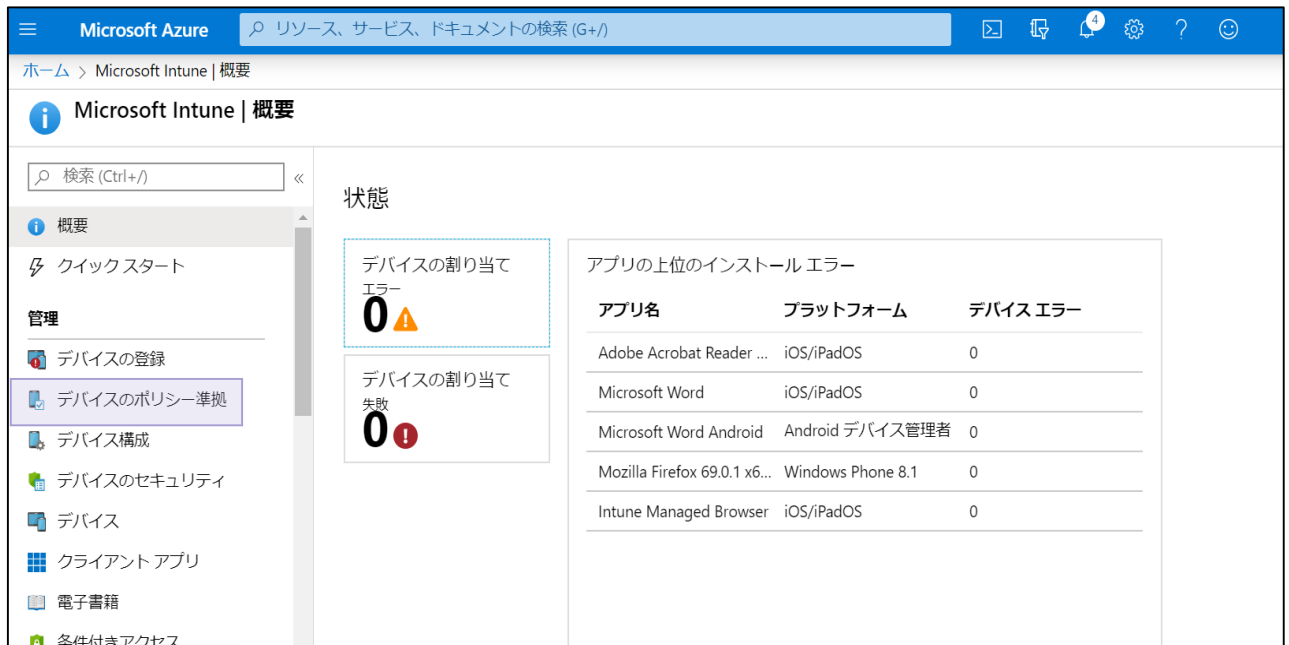 Microsoft Azure
リソース、サービス、ドキュメントの検索 (G+/)
4
ホーム > Microsoft Intune | 概要
Microsoft Intune | 概要
検索 (Ctrl+/)
«
概要
クイック スタート
管理
デバイスの登録
デバイスのポリシー準拠
デバイス構成
デバイスのセキュリティ
デバイス
クライアント アプリ
電子書籍
条件付きアクセス
状態
デバイスの割り当て
エラー
0
デバイスの割り当て
失敗
0
アプリの上位のインストール エラー
アプリ名 プラットフォーム デバイス エラー
Adobe Acrobat Reader ... iOS/iPadOS 0
Microsoft Word iOS/iPadOS 0
Microsoft Word Android Android デバイス管理者 0
Mozilla Firefox 69.0.1 x6... Windows Phone 8.1 0
Intune Managed Browser iOS/iPadOS 0